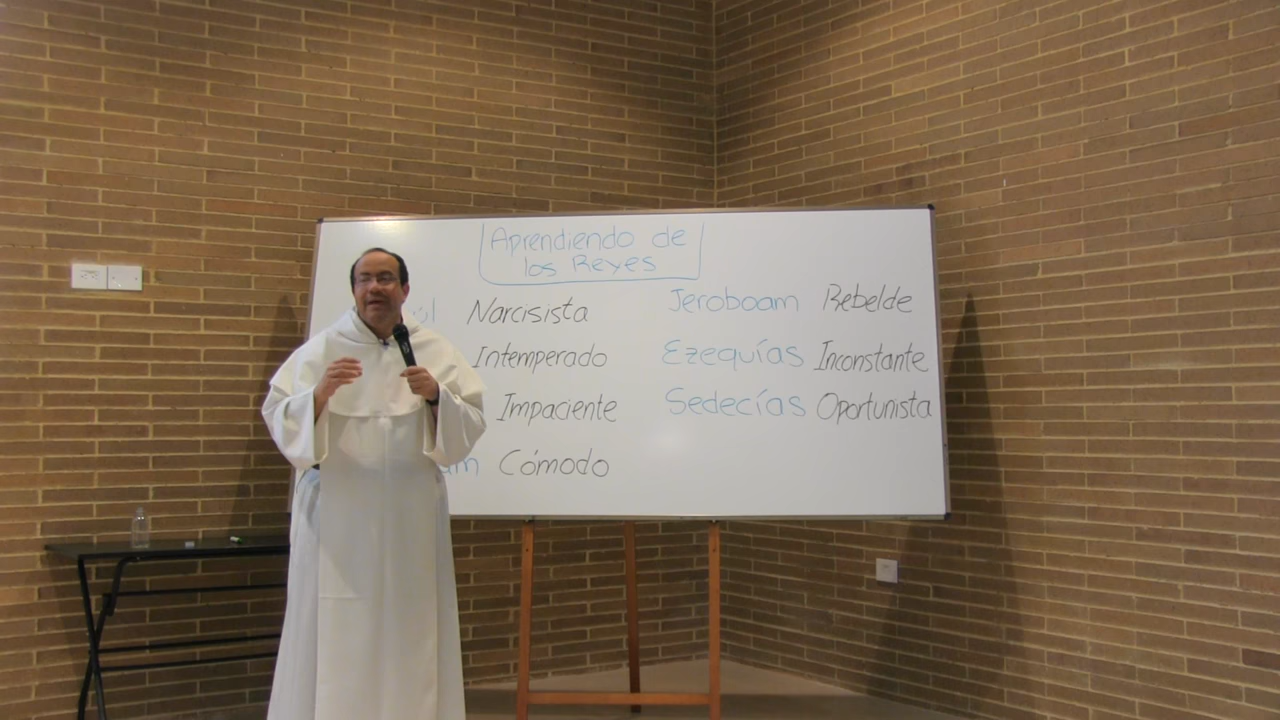 Aprendiendo de
los Reyes
Narcisista
Intemperado
Impaciente
Cómodo
Jeroboam Rebelde
Ezequías Inconstante
Sedecías Oportunista